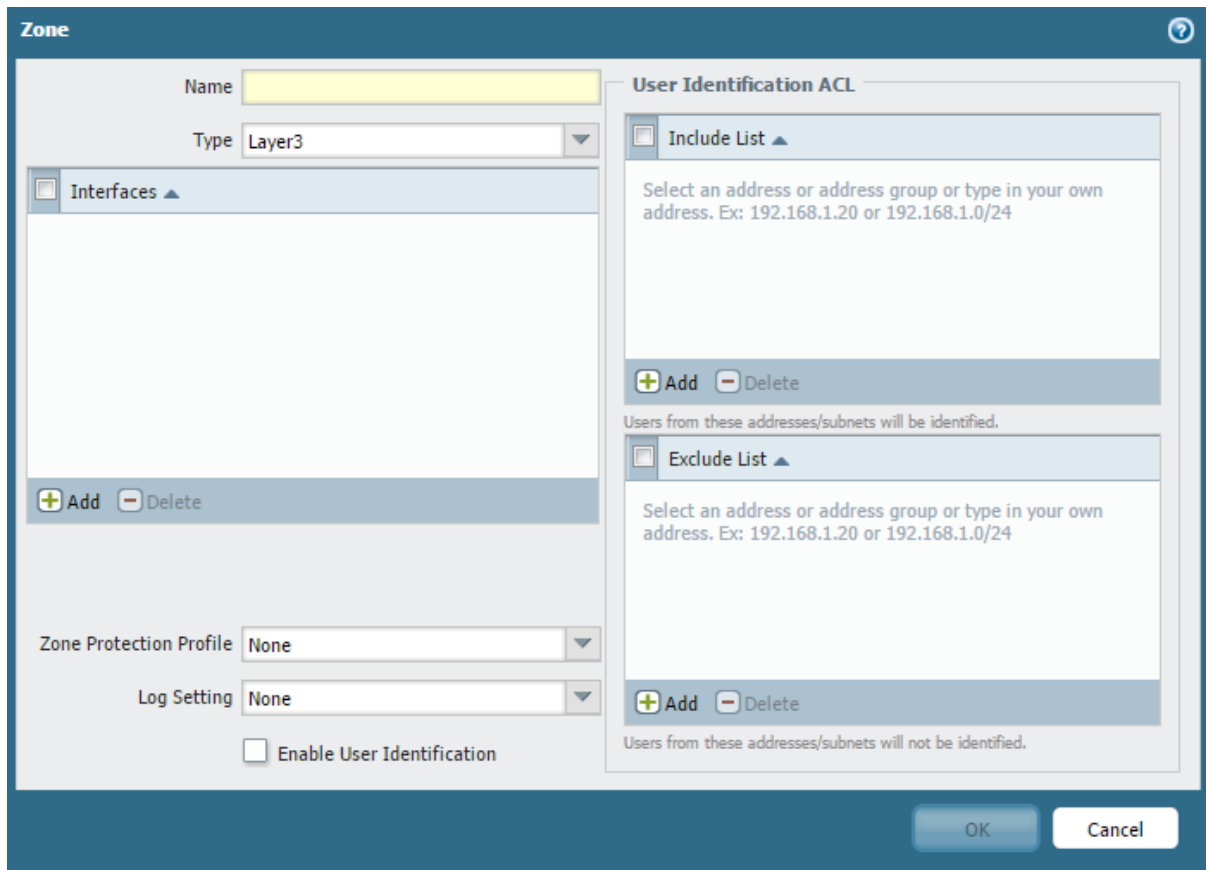 Zone
Name
Type Layer3
Interfaces
Add Delete
Zone Protection Profile None
Log Setting None
Enable User Identification
User Identification ACL
Include List
Select an address or address group or type in your own
address. Ex: 192.168.1.20 or 192.168.1.0/24
Add Delete
Users from these addresses/subnets will be identified.
Exclude List
Select an address or address group or type in your own
address. Ex: 192.168.1.20 or 192.168.1.0/24
Add Delete
Users from these addresses/subnets will not be identified.
OK Cancel